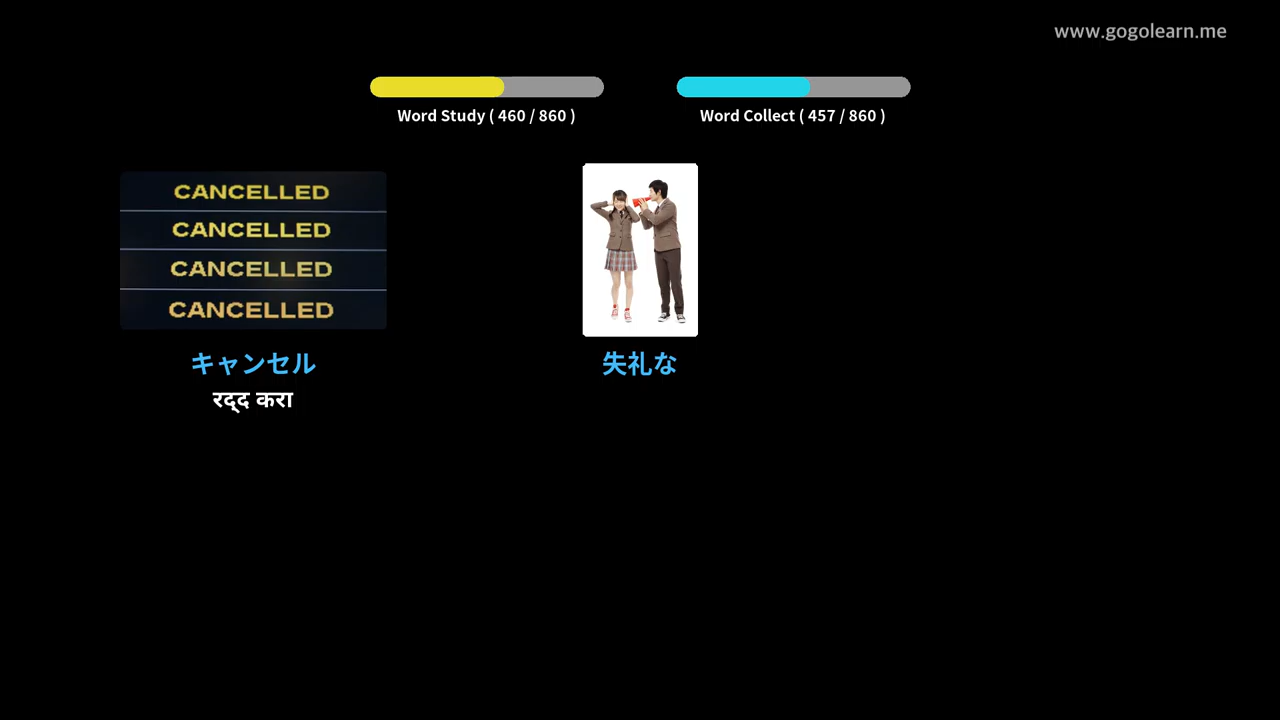 www.gogolearn.me
Word Study ( 460 / 860 )
Word Collect ( 457 / 860 )
CANCELLED
CANCELLED
CANCELLED
CANCELLED
キャンセル
रद्द करा
失礼な